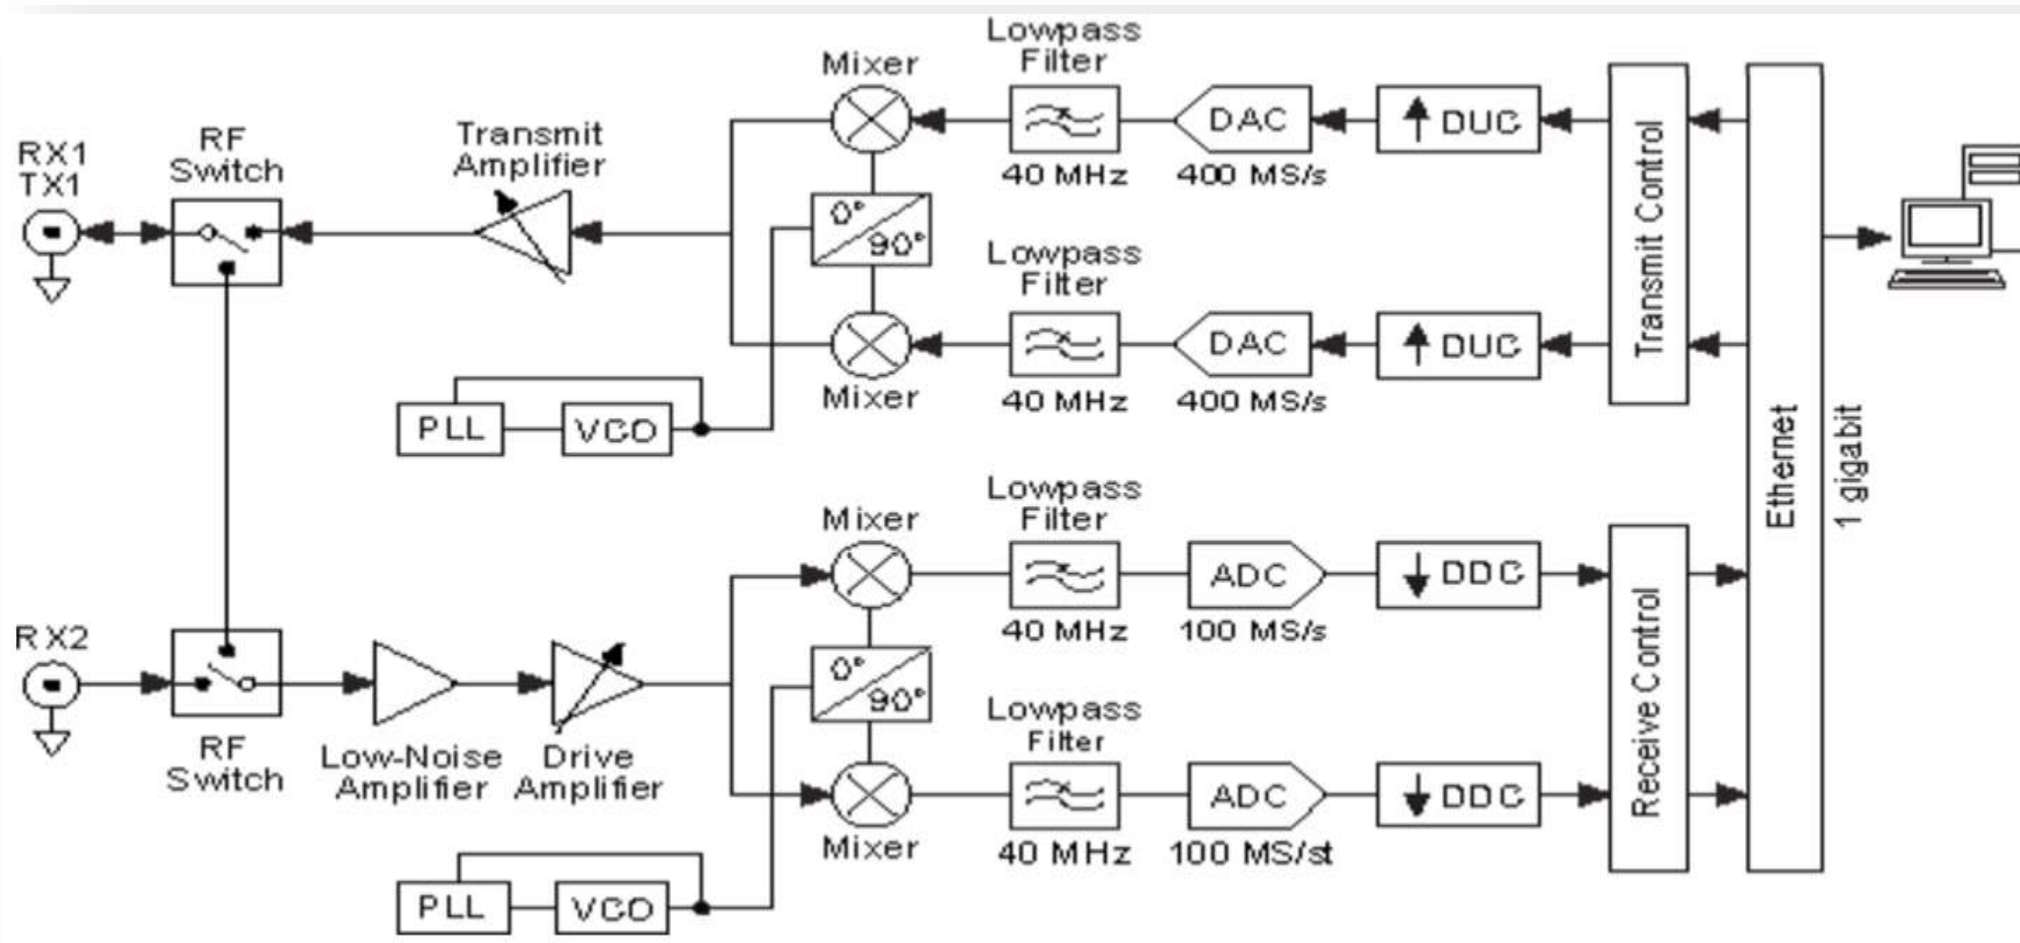 Lowpass
Filter
Mixer
RF
Switch
Transmit
Amplifier
RX1
TX1
DAC
DUC
40 MHz
400 MS/s
0°
90°
Lowpass
Filter
DAC
DUC
Mixer
40 MHz
400 MS/s
Transmit Control
PLL
VCO
Ethernet
1 gigabit
Lowpass
Filter
Mixer
ADC
DDC
40 MHz
100 MS/s
RX2
0°
90°
RF
Switch
Low-Noise
Amplifier
Drive
Amplifier
Lowpass
Filter
ADC
DDC
Mixer
40 MHz
100 MS/st
Receive Control
PLL
VCO